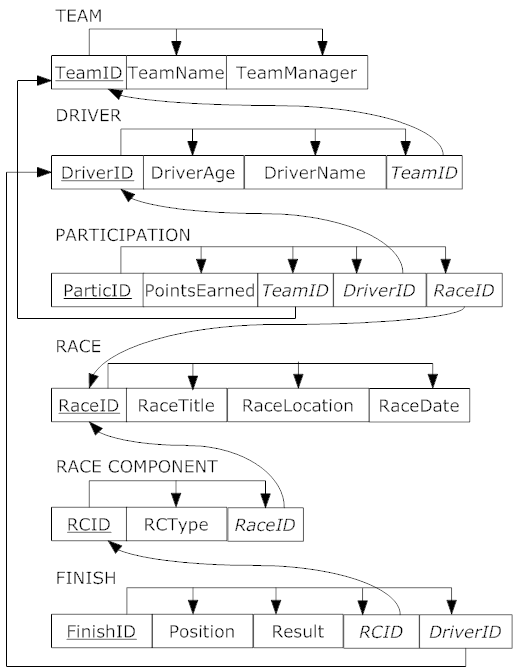 TEAM
TeamID TeamName TeamManager
DRIVER
DriverID DriverAge DriverName TeamID
PARTICIPATION
ParticID PointsEarned TeamID DriverID RaceID
RACE
RaceID RaceTitle RaceLocation RaceDate
RACE COMPONENT
RCID RCType RaceID
FINISH
FinishID Position Result RCID DriverID